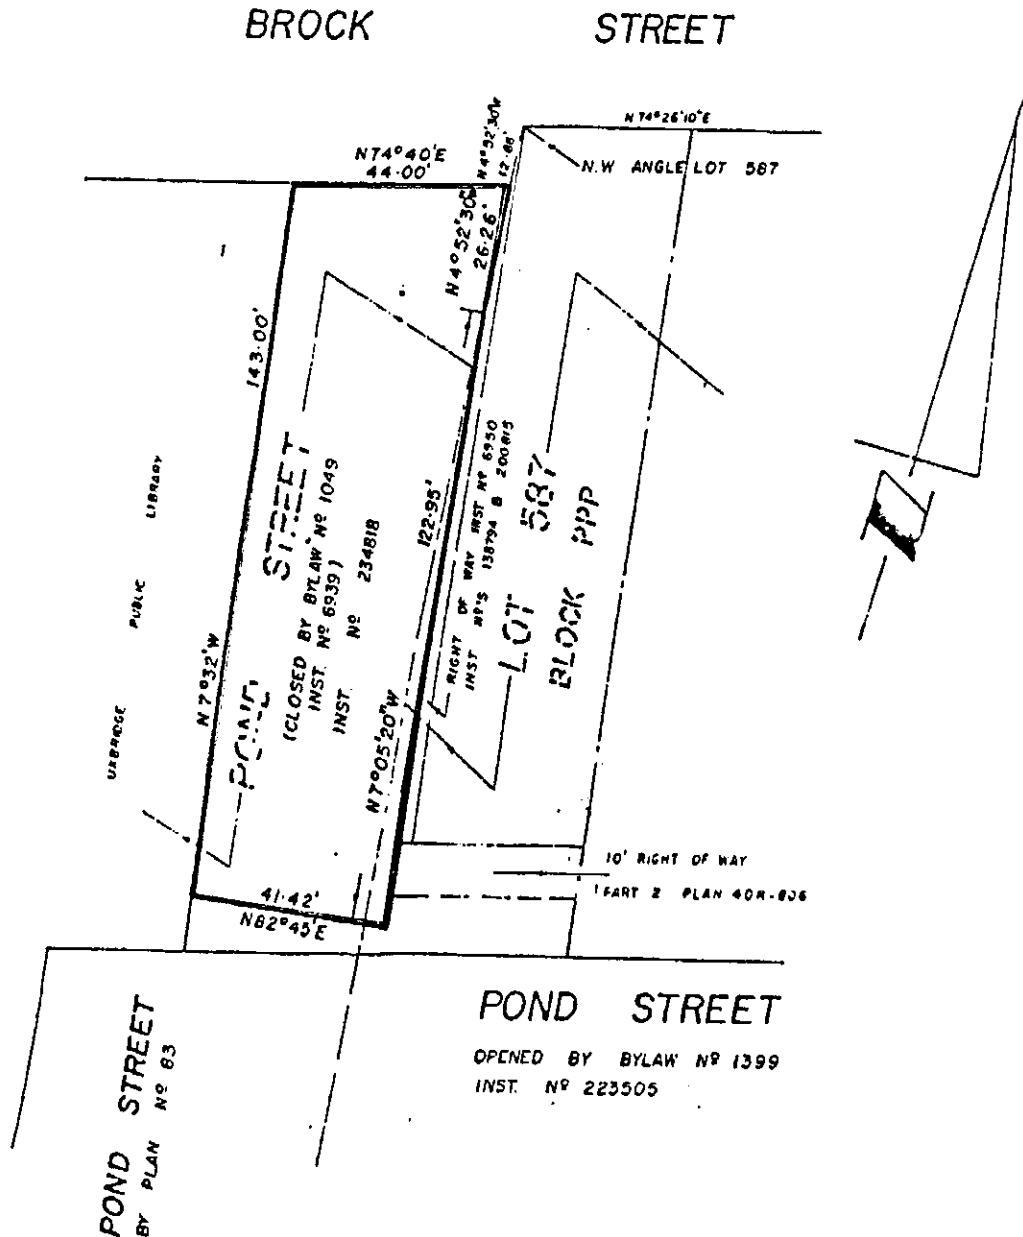 BROCK STREET
N 74°26'10"E
N4°52'30"W
12.86'
N74°40'E
44.00'
N.W ANGLE LOT 587
N4°52'30"W
26.26'
1
143.00'
N7°32'W
UXBRIDGE PUBLIC LIBRARY
POND STREET
(CLOSED BY BYLAW Nº 1049
INST. Nº 6939)
INST. Nº 234818
122.95'
N7°05'20"W
RIGHT OF WAY INST Nº 6950
INST Nº'S 138794 & 200815
LOT 587
BLOCK PPP
10' RIGHT OF WAY
PART 2 PLAN 40R-806
41.42'
N82°45'E
POND STREET
OPENED BY BYLAW Nº 1399
INST. Nº 223505
POND STREET
BY PLAN Nº 83